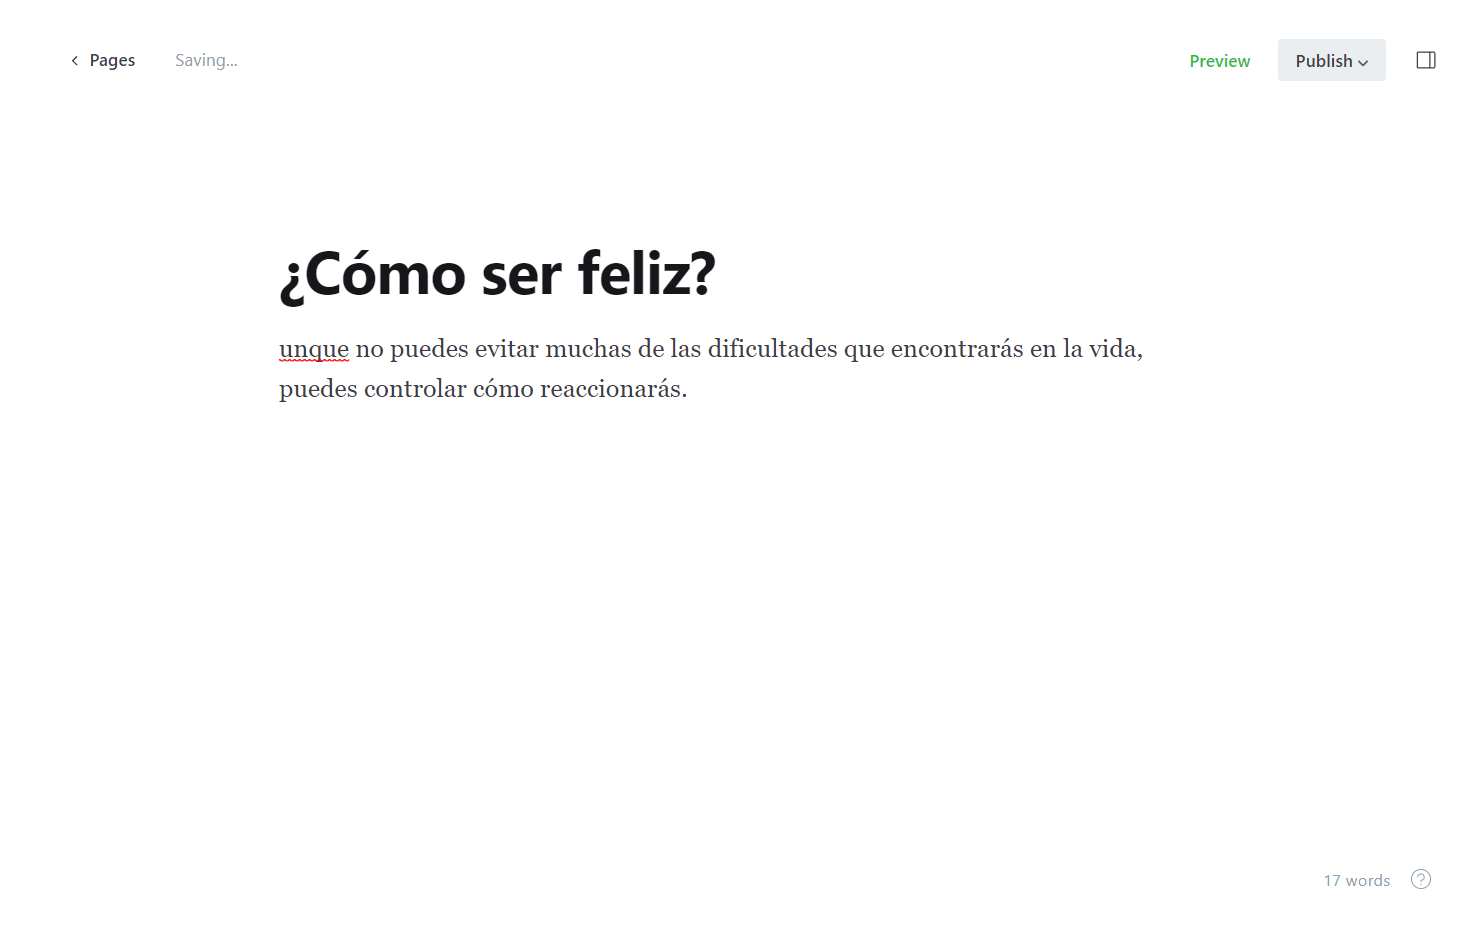 Pages
Saving...
Preview
Publish
¿Cómo ser feliz?
unque no puedes evitar muchas de las dificultades que encontrarás en la vida,
puedes controlar cómo reaccionarás.
17 words
?